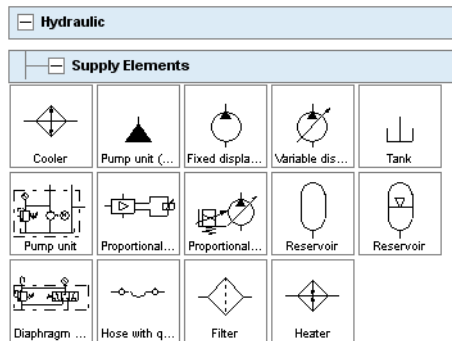 Hydraulic
Supply Elements
Cooler
Pump unit (...
Fixed displa...
Variable dis...
Tank
Pump unit
Proportional...
Proportional...
Reservoir
Reservoir
Diaphragm ...
Hose with q...
Filter
Heater